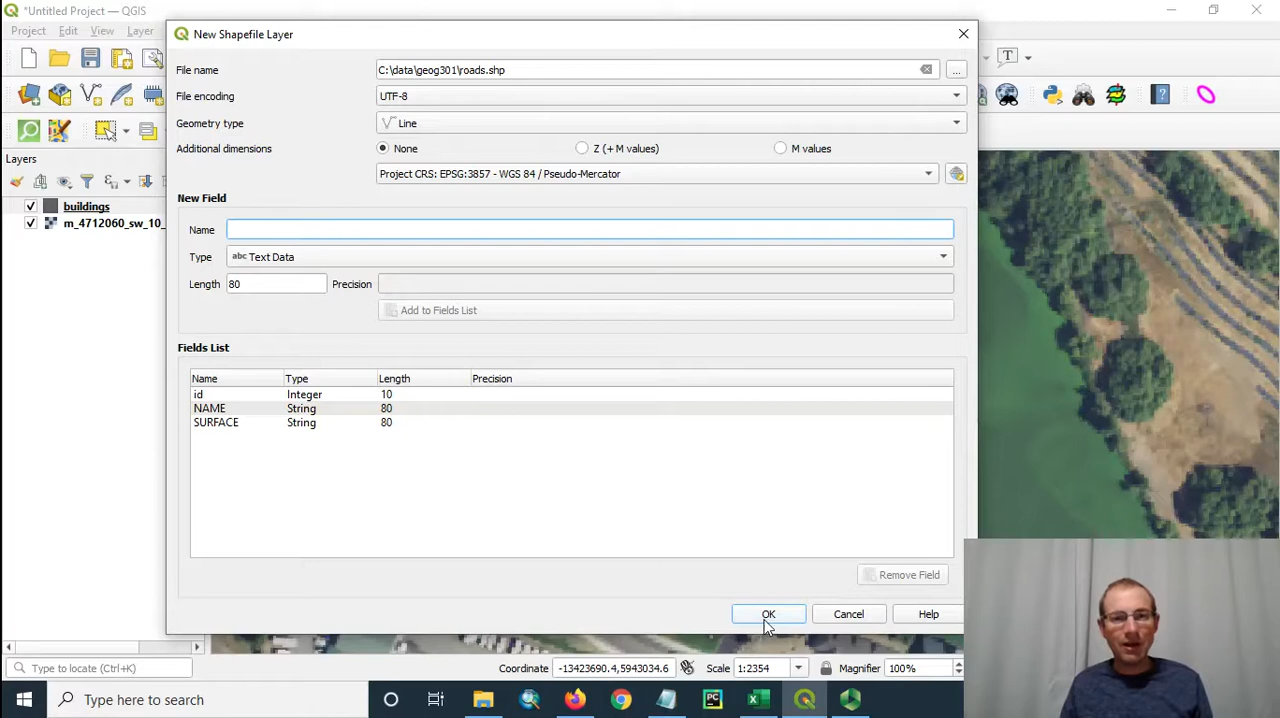 *Untitled Project — QGIS
Project Edit View Layer
New Shapefile Layer
File name C:\data\geog301\roads.shp ...
File encoding UTF-8
Geometry type Line
Additional dimensions None Z (+ M values) M values
Project CRS: EPSG:3857 - WGS 84 / Pseudo-Mercator
Layers
buildings
m_4712060_sw_10_
New Field
Name
Type abc Text Data
Length 80 Precision
Add to Fields List
Fields List
Name Type Length Precision
id Integer 10
NAME String 80
SURFACE String 80
Remove Field
OK Cancel Help
Type to locate (Ctrl+K) Coordinate -13423690.4,5943034.6 Scale 1:2354 Magnifier 100%
Type here to search